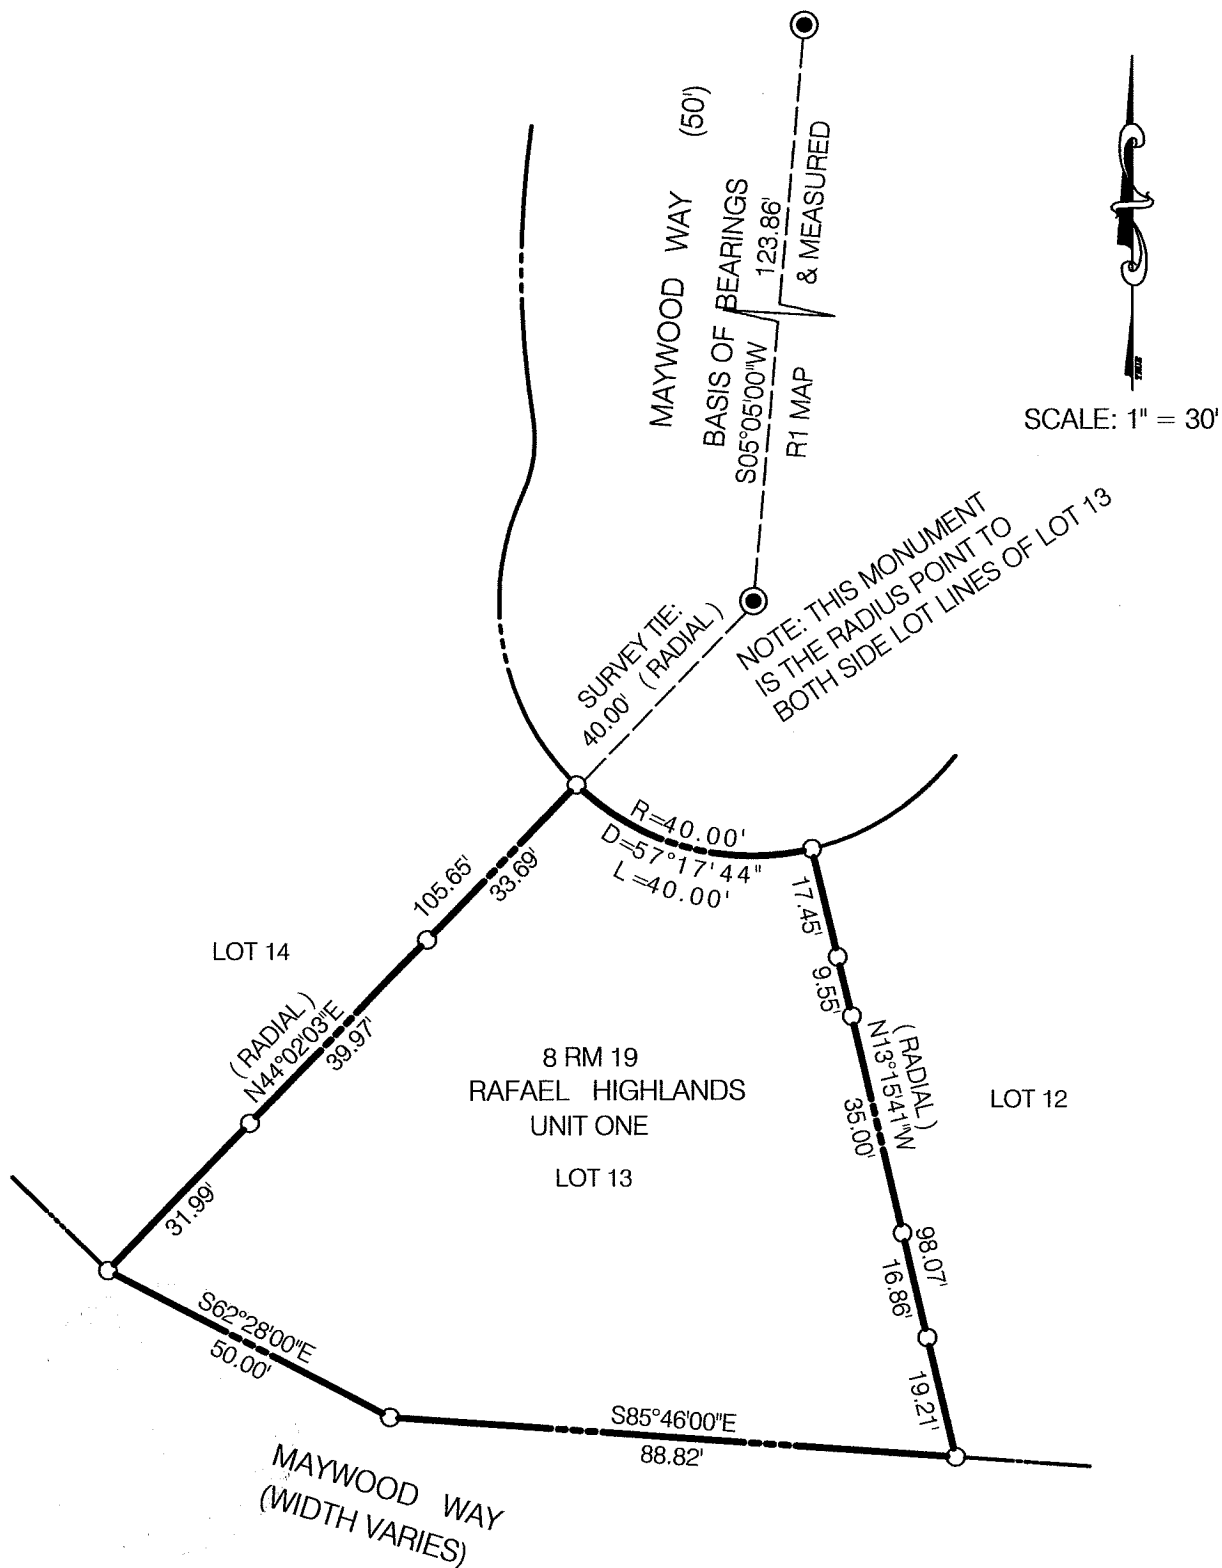 MAYWOOD WAY (50')
BASIS OF BEARINGS
S05°05'00"W 123.86'
R1 MAP & MEASURED
TRUE
SCALE: 1" = 30'
NOTE: THIS MONUMENT
IS THE RADIUS POINT TO
BOTH SIDE LOT LINES OF LOT 13
SURVEY TIE:
40.00' (RADIAL)
R=40.00'
D=57°17'44"
L=40.00'
105.65'
33.69'
17.45'
9.55'
LOT 14
(RADIAL)
N44°02'03"E
39.97'
(RADIAL)
N13°15'41"W
35.00'
8 RM 19
RAFAEL HIGHLANDS
UNIT ONE
LOT 13
LOT 12
31.99'
98.07'
16.86'
19.21'
S62°28'00"E
50.00'
S85°46'00"E
88.82'
MAYWOOD WAY
(WIDTH VARIES)